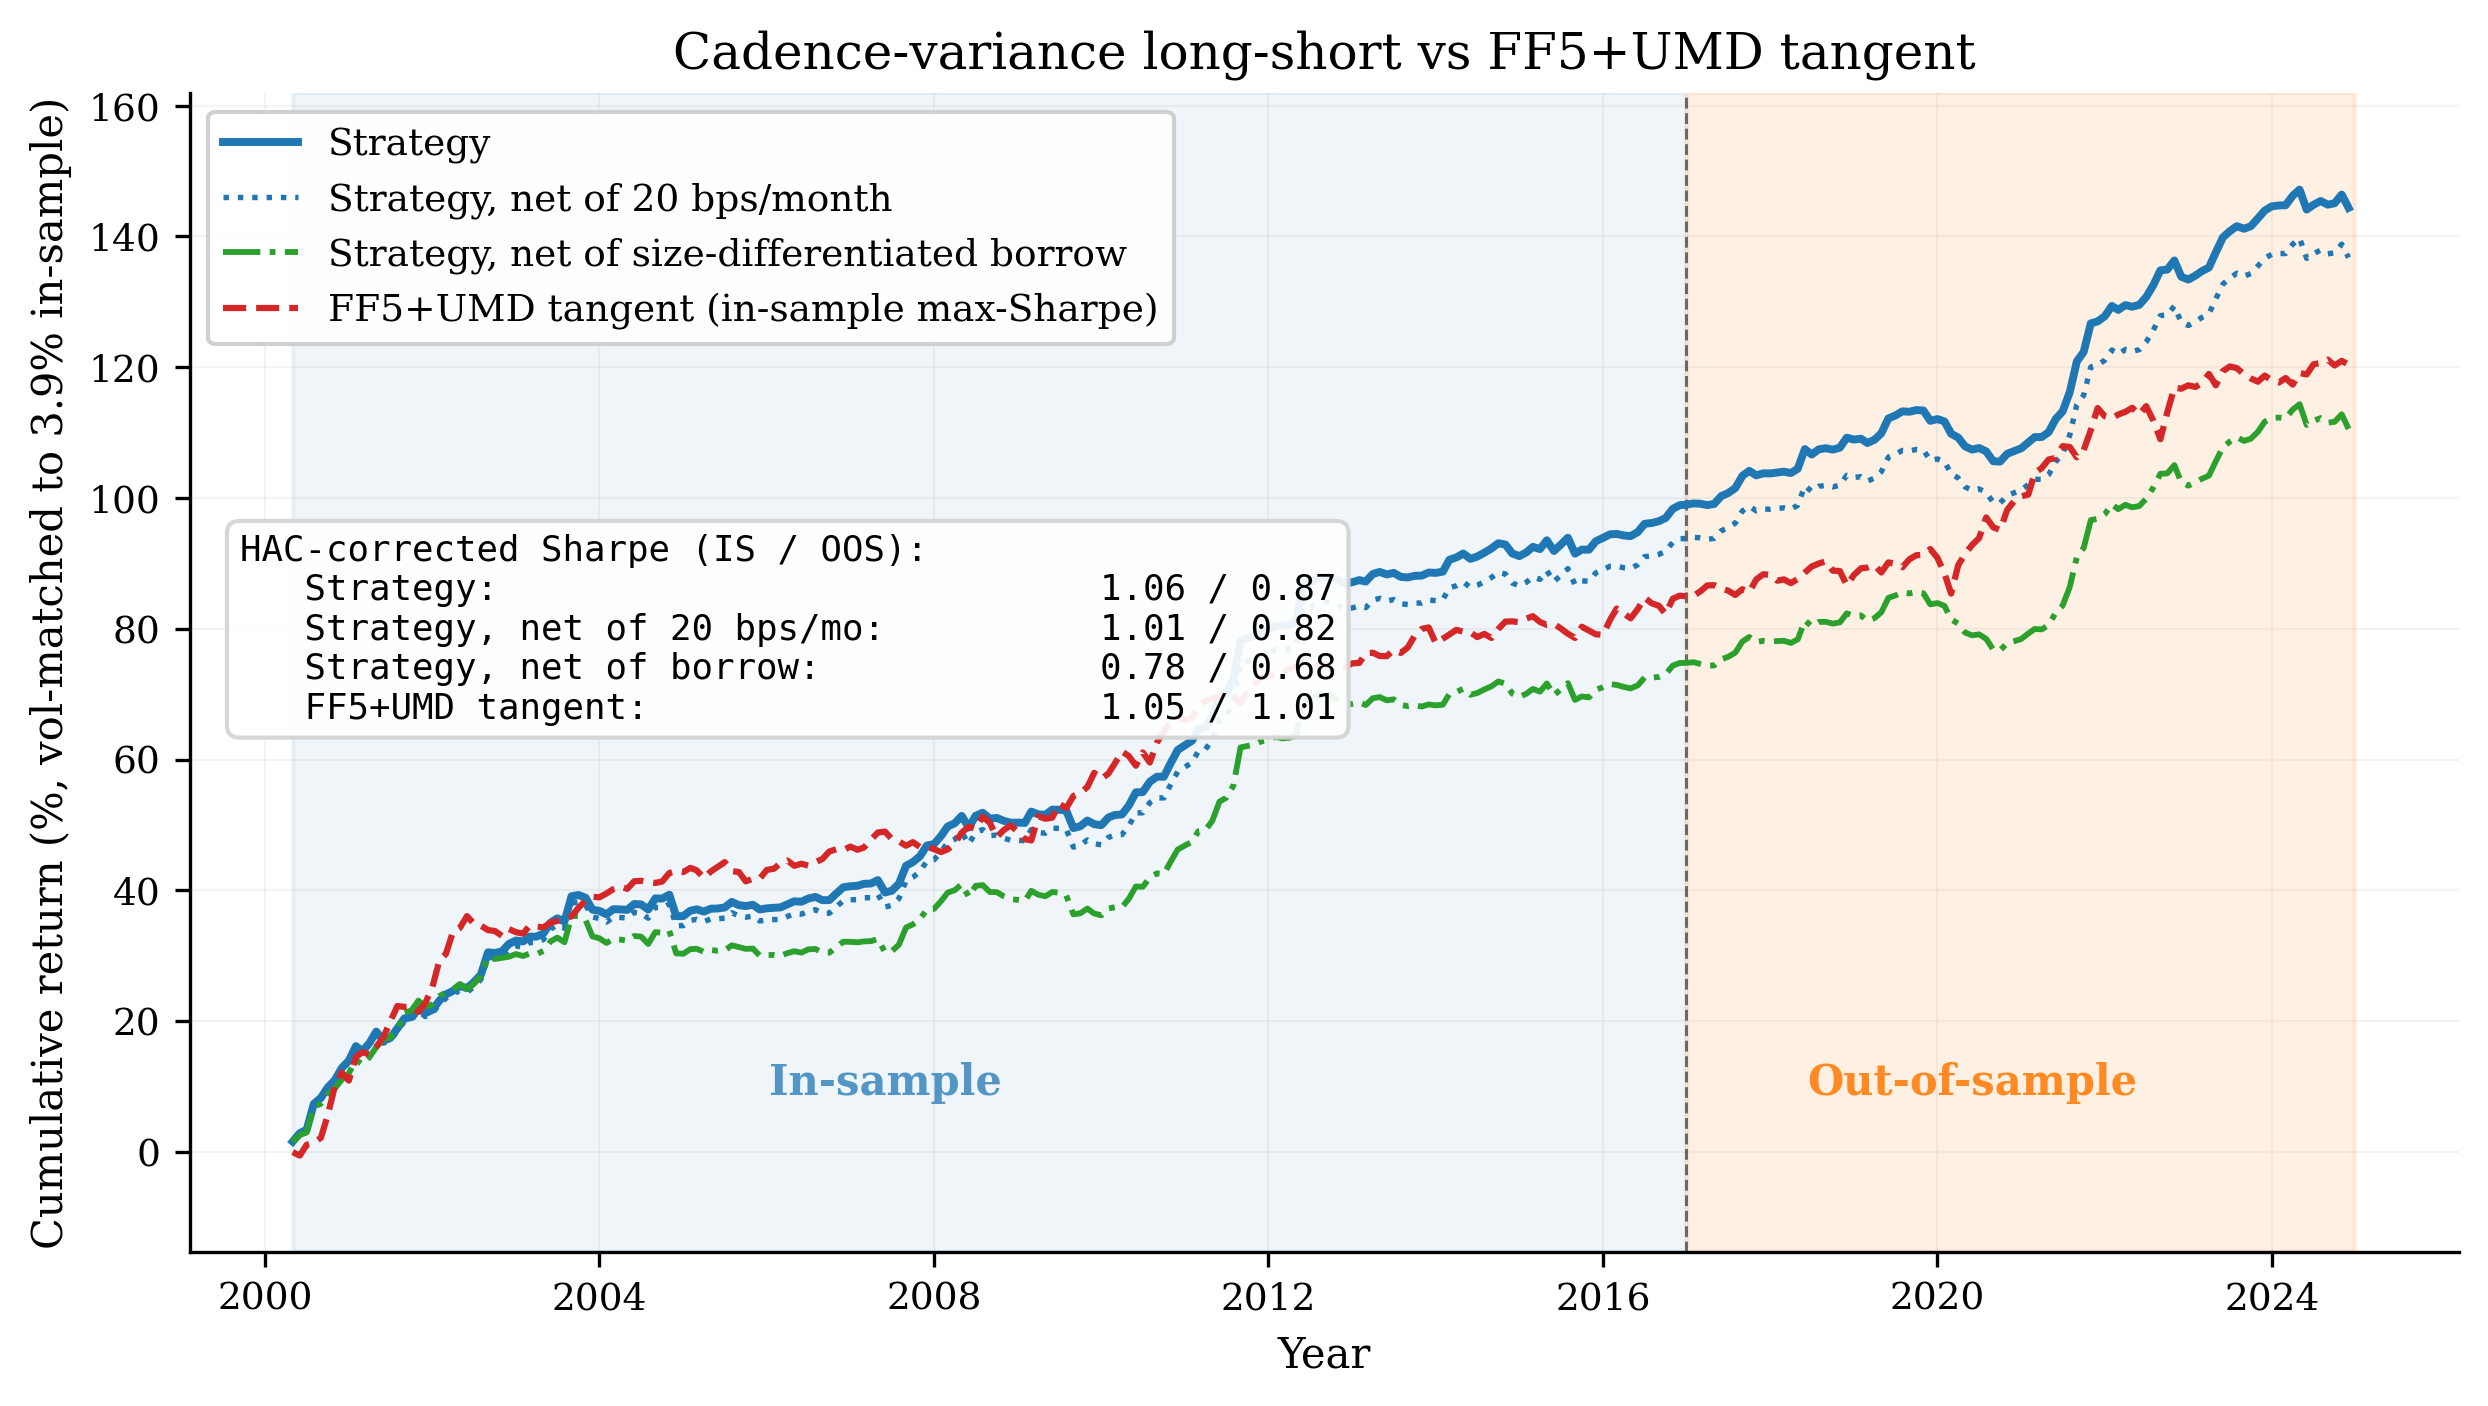 Cadence-variance long-short vs FF5+UMD tangent
Cumulative return (%, vol-matched to 3.9% in-sample)
160
140
120
100
80
60
40
20
0
Strategy
Strategy, net of 20 bps/month
Strategy, net of size-differentiated borrow
FF5+UMD tangent (in-sample max-Sharpe)
HAC-corrected Sharpe (IS / OOS):
Strategy: 1.06 / 0.87
Strategy, net of 20 bps/mo: 1.01 / 0.82
Strategy, net of borrow: 0.78 / 0.68
FF5+UMD tangent: 1.05 / 1.01
In-sample
Out-of-sample
2000 2004 2008 2012 2016 2020 2024
Year